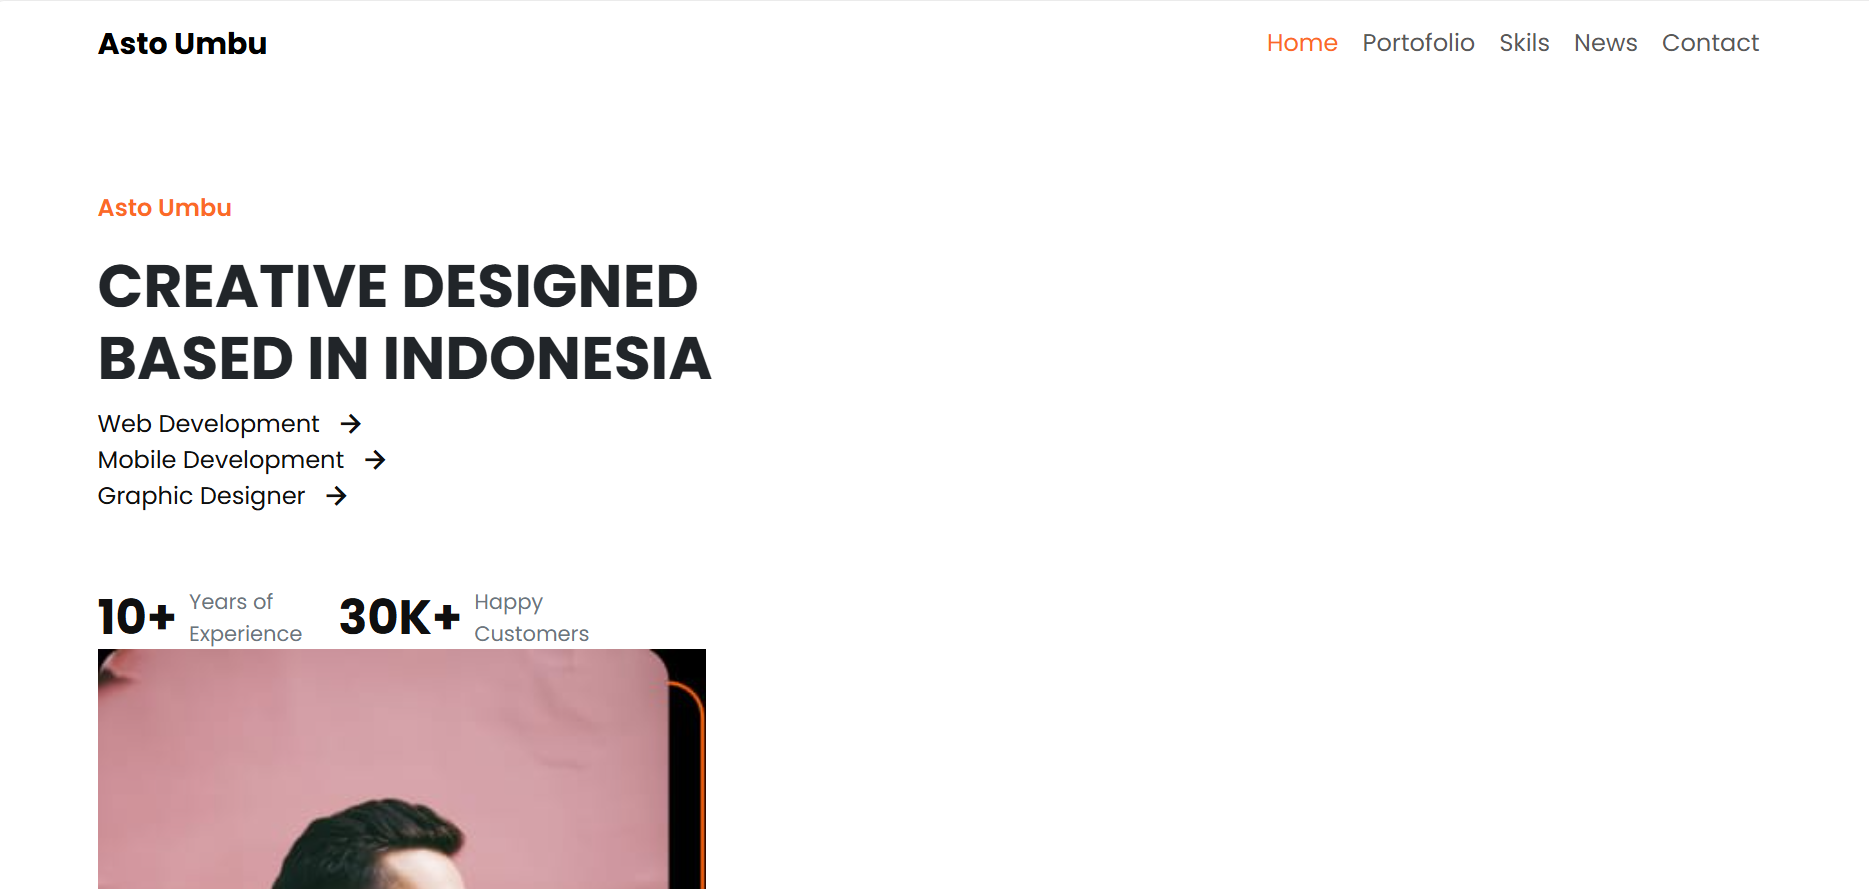 Asto Umbu
Home Portofolio Skils News Contact
Asto Umbu
CREATIVE DESIGNED
BASED IN INDONESIA
Web Development →
Mobile Development →
Graphic Designer →
10+ Years of Experience
30K+ Happy Customers